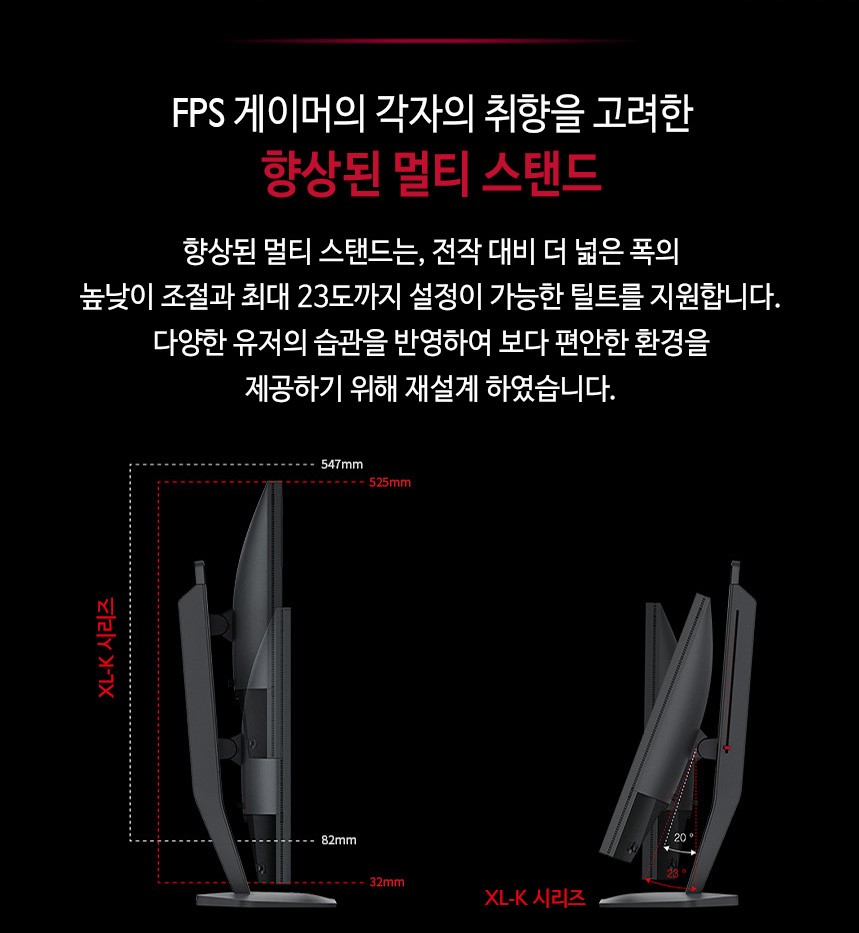 FPS 게이머의 각자의 취향을 고려한
향상된 멀티 스탠드
향상된 멀티 스탠드는, 전작 대비 더 넓은 폭의
높낮이 조절과 최대 23도까지 설정이 가능한 틸트를 지원합니다.
다양한 유저의 습관을 반영하여 보다 편안한 환경을
제공하기 위해 재설계 하였습니다.
547mm
525mm
XL-K 시리즈
82mm
32mm
20 °
23 °
XL-K 시리즈